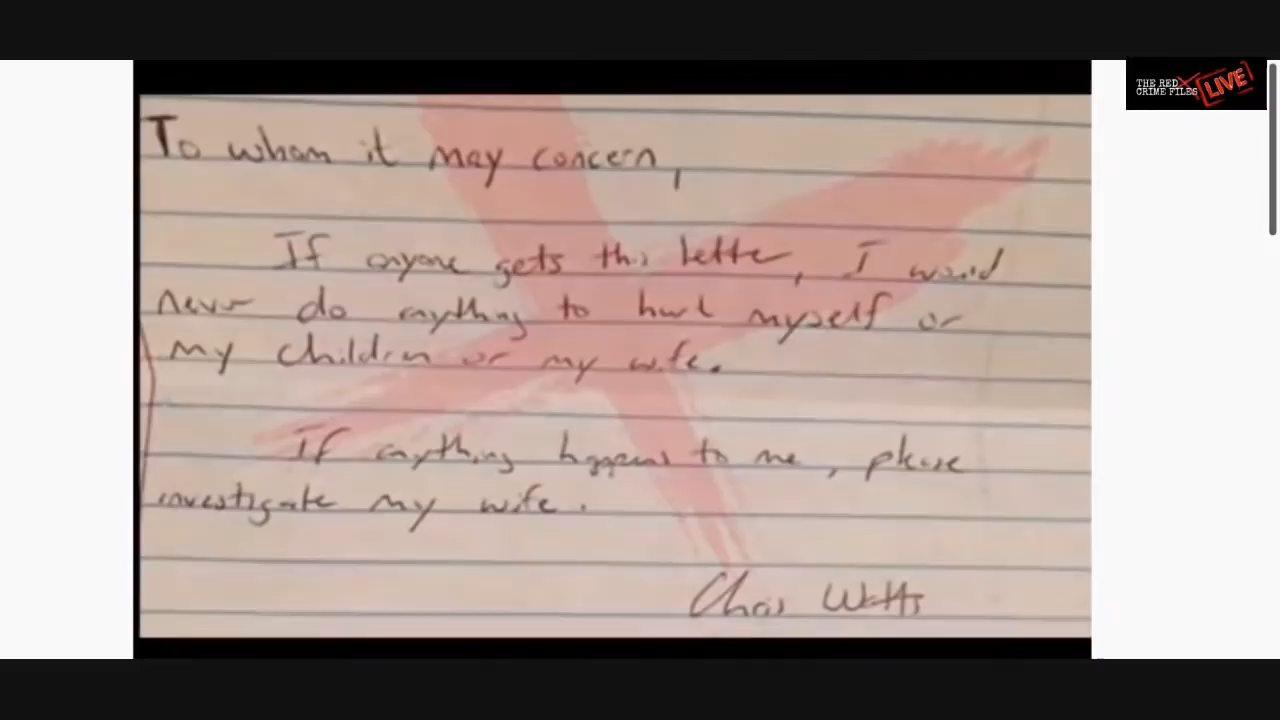 THE RED
CRIME FILES
LIVE
To whom it may concern,
If anyone gets this letter, I would
never do anything to hurt myself or
my children or my wife.
If anything happens to me, please
investigate my wife.
Chris Watts